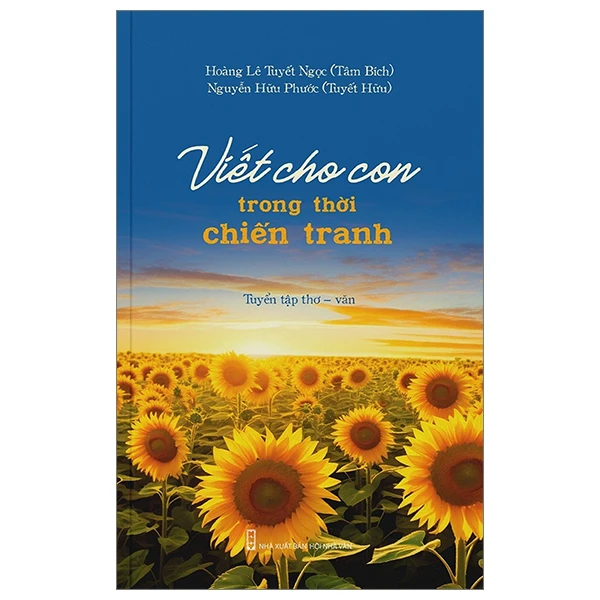 Hoàng Lê Tuyết Ngọc (Tâm Bích)
Nguyễn Hữu Phước (Tuyết Hữu)
Viết cho con
trong thời
chiến tranh
Tuyển tập thơ – văn
NHÀ XUẤT BẢN HỘI NHÀ VĂN